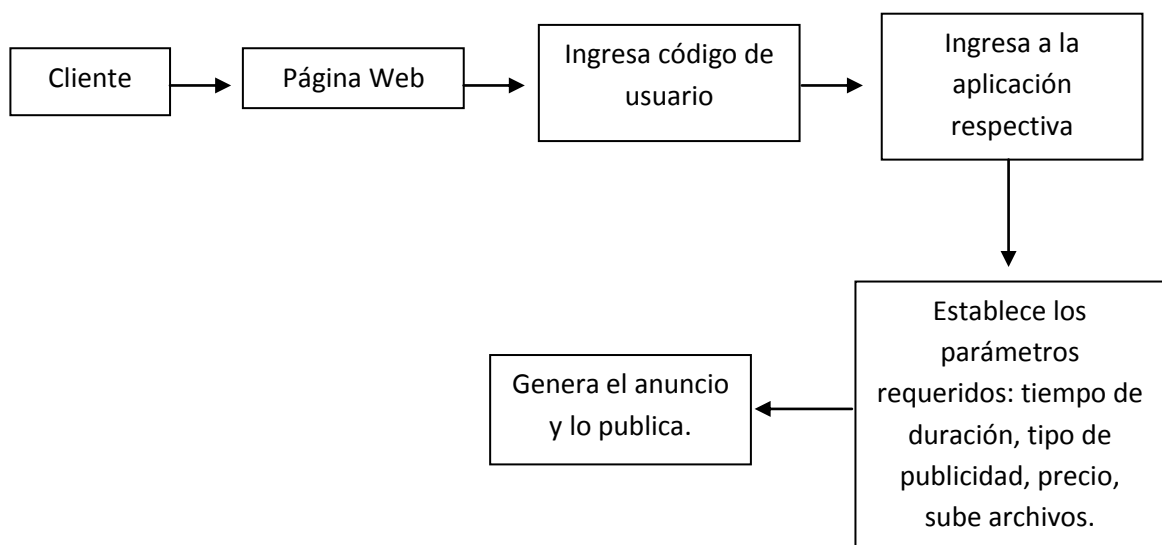 Cliente
Página Web
Ingresa código de
usuario
Ingresa a la
aplicación
respectiva
Establece los
parámetros
requeridos: tiempo de
duración, tipo de
publicidad, precio,
sube archivos.
Genera el anuncio
y lo publica.